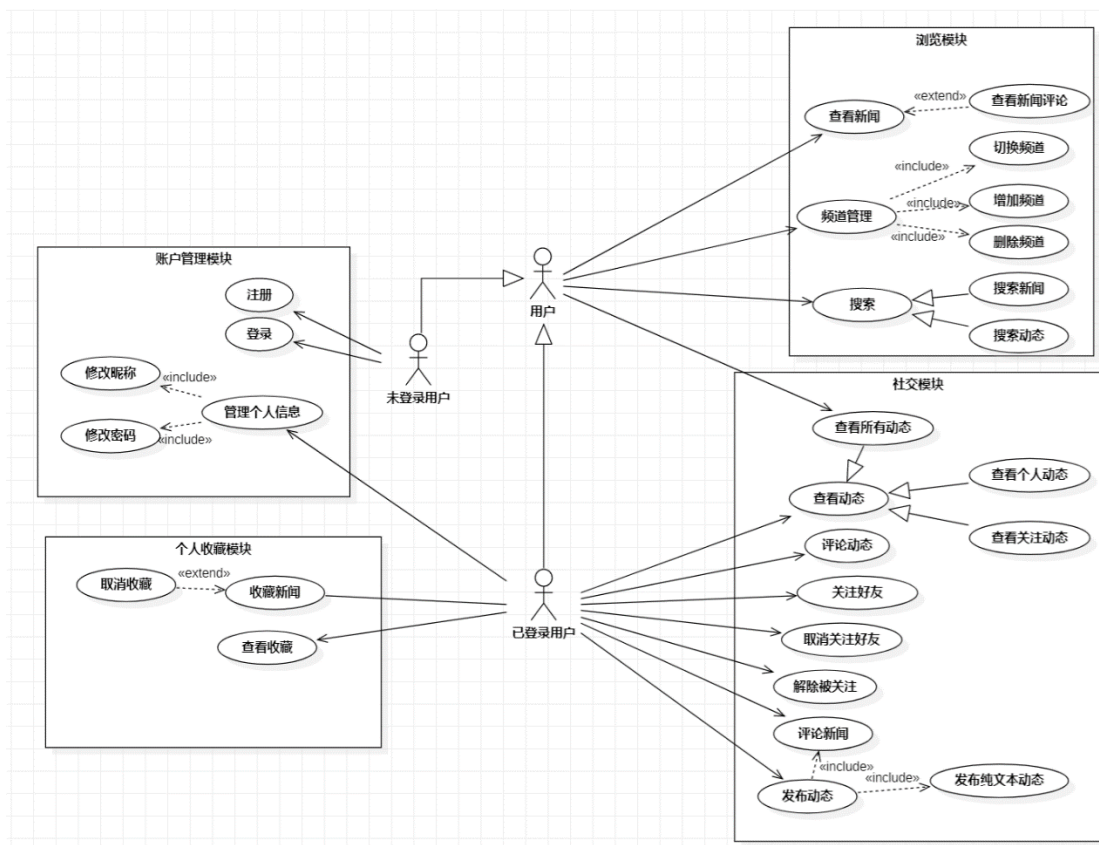 浏览模块
查看新闻
«extend»
查看新闻评论
频道管理
«include»
切换频道
«include»
增加频道
«include»
删除频道
搜索
搜索新闻
搜索动态
账户管理模块
注册
登录
修改昵称
«include»
管理个人信息
修改密码
«include»
用户
未登录用户
社交模块
查看所有动态
查看动态
查看个人动态
查看关注动态
评论动态
关注好友
取消关注好友
解除被关注
评论新闻
«include»
发布动态
«include»
发布纯文本动态
个人收藏模块
取消收藏
«extend»
收藏新闻
查看收藏
已登录用户